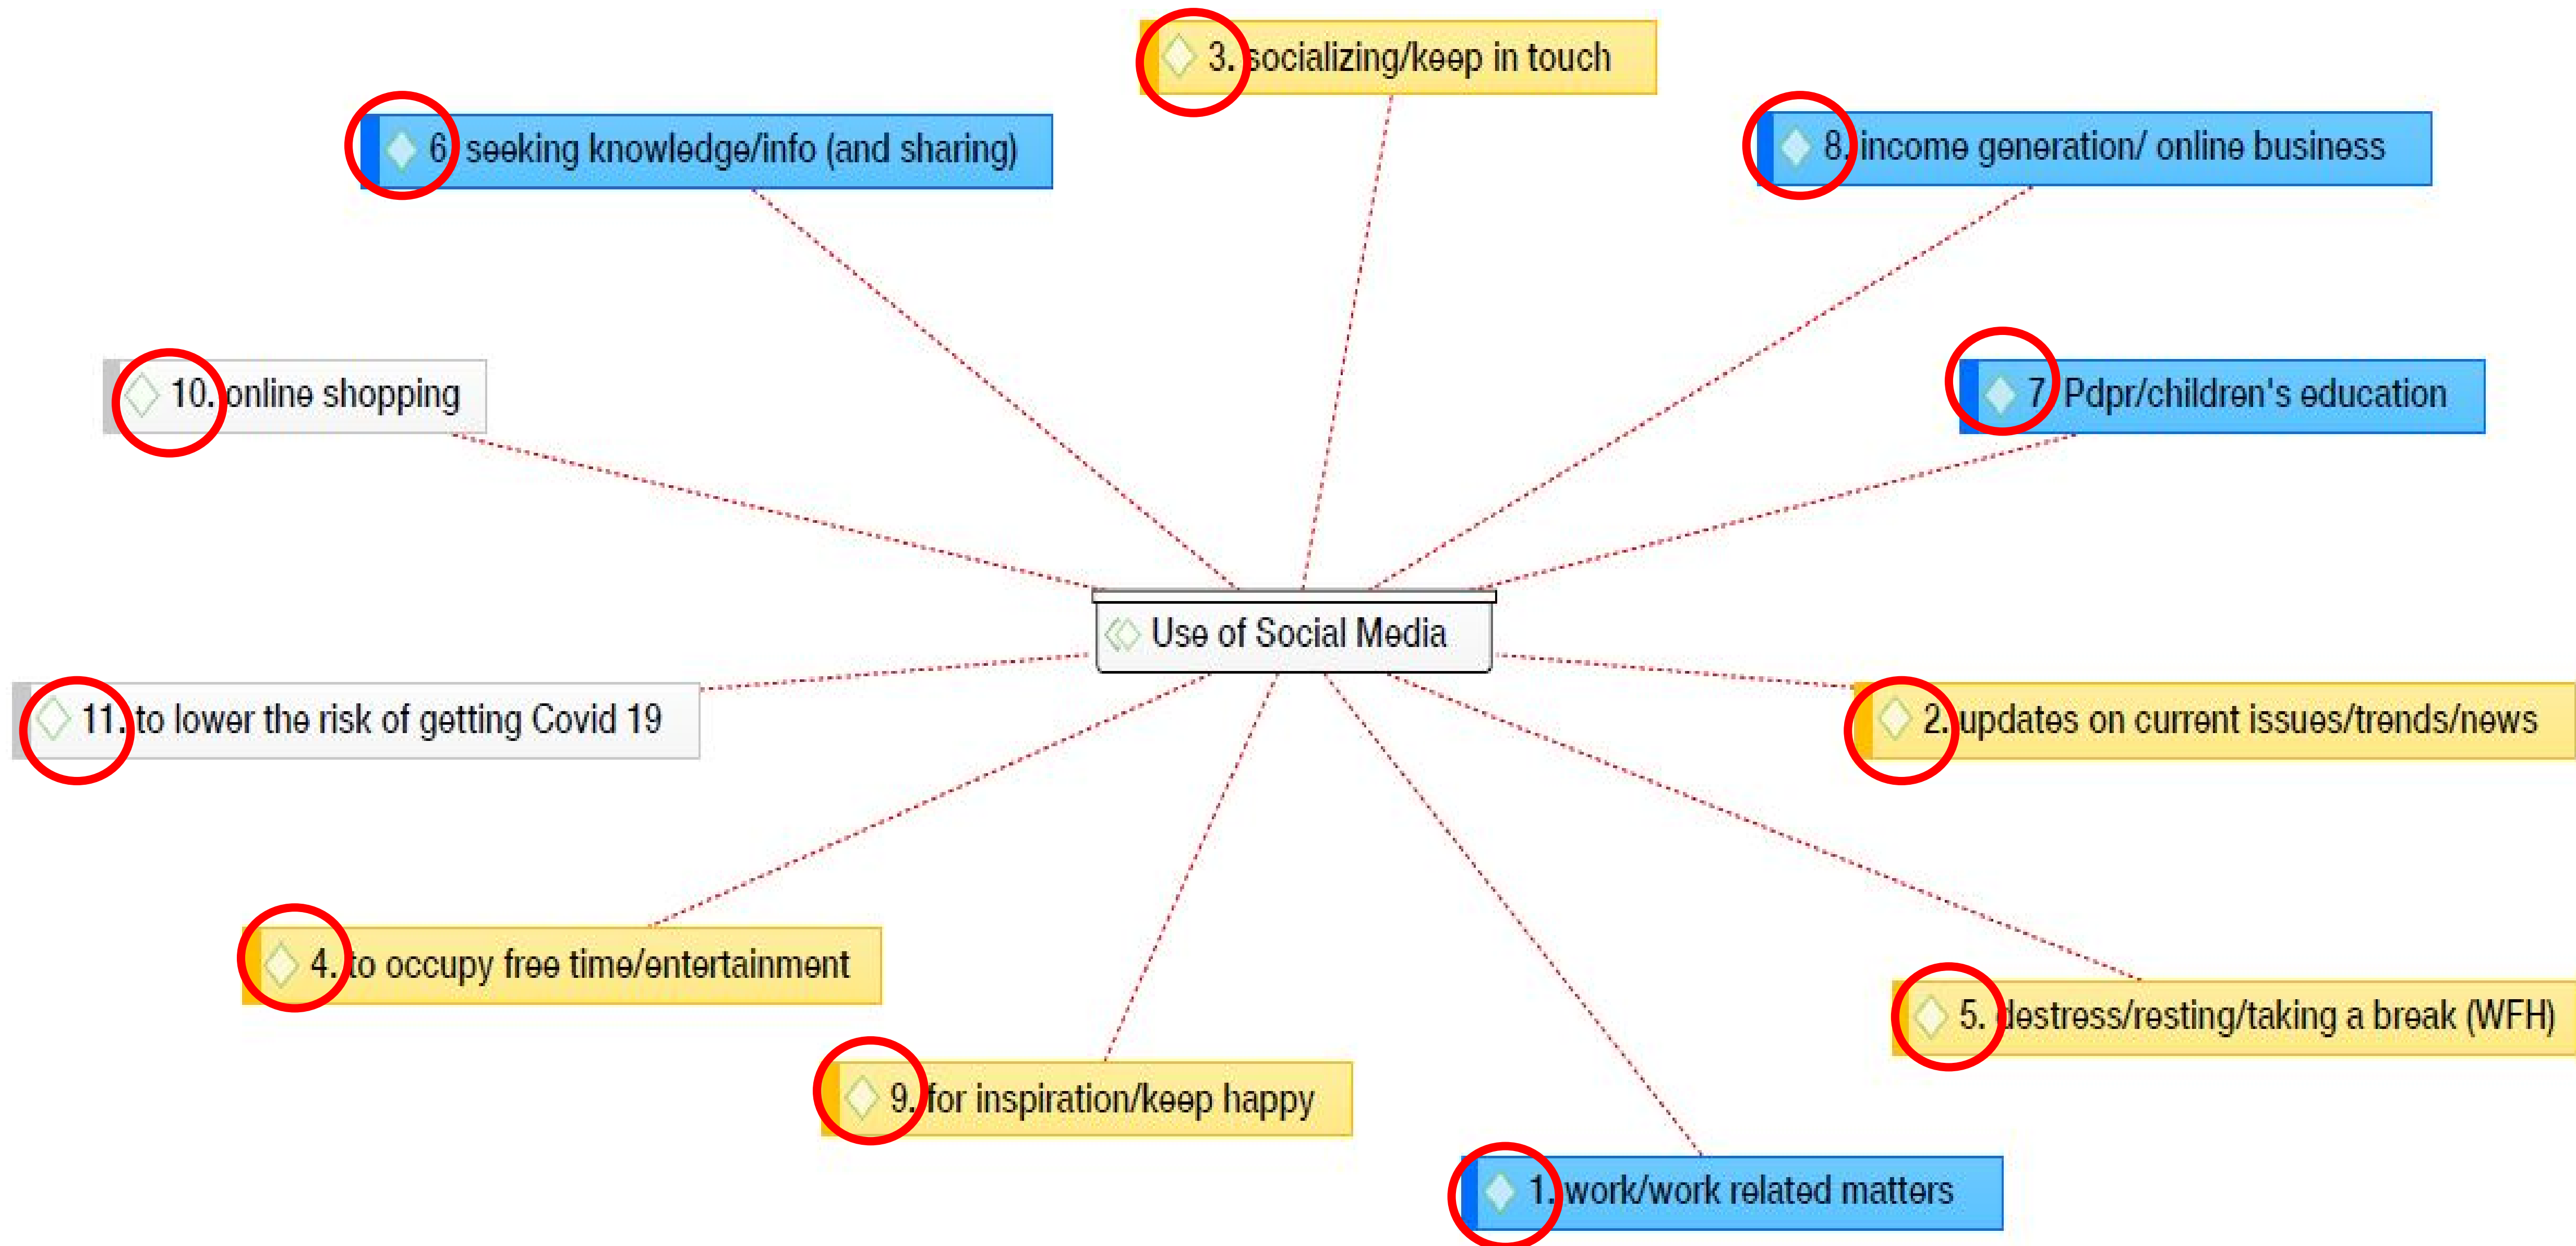 3. socializing/keep in touch
6. seeking knowledge/info (and sharing)
8. income generation/ online business
10. online shopping
7. Pdpr/children's education
Use of Social Media
11. to lower the risk of getting Covid 19
2. updates on current issues/trends/news
4. to occupy free time/entertainment
5. destress/resting/taking a break (WFH)
9. for inspiration/keep happy
1. work/work related matters